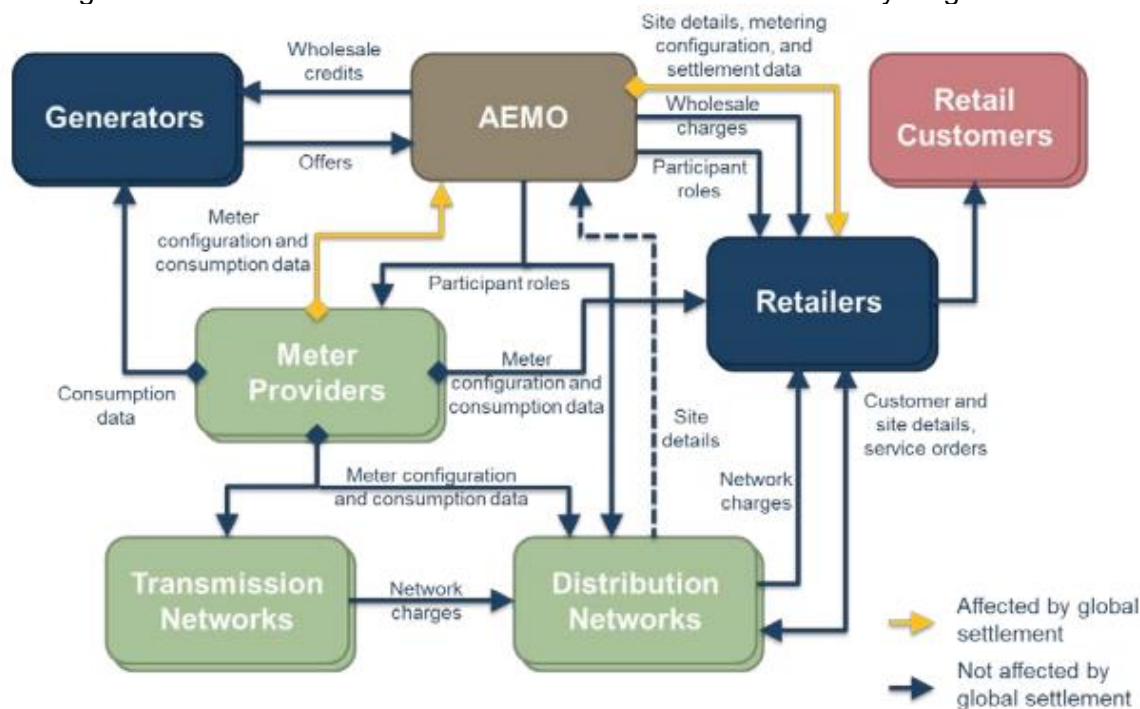 Site details, metering
configuration, and
settlement data
Wholesale
credits
Generators
AEMO
Retail
Customers
Wholesale
charges
Offers
Participant
roles
Meter
configuration and
consumption data
Participant roles
Retailers
Meter
Providers
Meter
configuration and
consumption data
Consumption
data
Site
details
Customer and
site details,
service orders
Meter configuration
and consumption data
Network
charges
Transmission
Networks
Network
charges
Distribution
Networks
Affected by global
settlement
Not affected by
global settlement